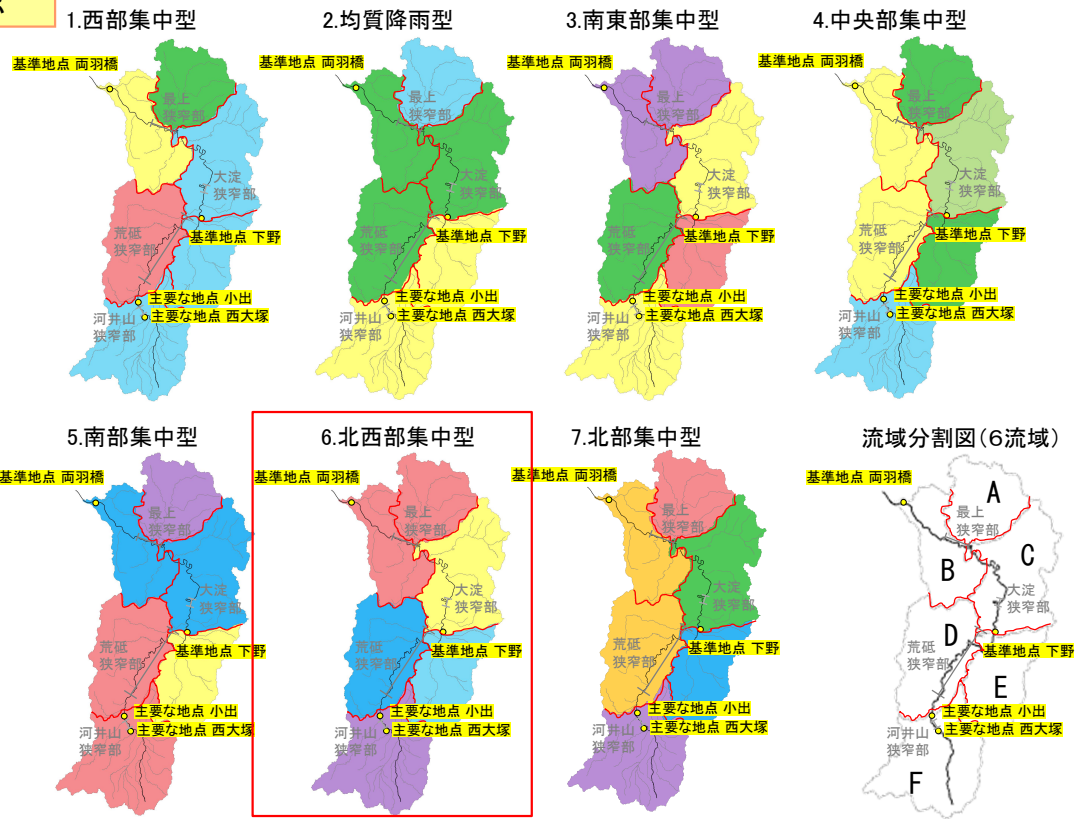 1.西部集中型
基準地点 両羽橋
最上
狭窄部
大淀
狭窄部
荒砥
狭窄部
基準地点 下野
主要な地点 小出
主要な地点 西大塚
河井山
狭窄部
2.均質降雨型
基準地点 両羽橋
最上
狭窄部
大淀
狭窄部
荒砥
狭窄部
基準地点 下野
主要な地点 小出
主要な地点 西大塚
河井山
狭窄部
3.南東部集中型
基準地点 両羽橋
最上
狭窄部
大淀
狭窄部
荒砥
狭窄部
基準地点 下野
主要な地点 小出
主要な地点 西大塚
河井山
狭窄部
4.中央部集中型
基準地点 両羽橋
最上
狭窄部
大淀
狭窄部
荒砥
狭窄部
基準地点 下野
主要な地点 小出
主要な地点 西大塚
河井山
狭窄部
5.南部集中型
基準地点 両羽橋
最上
狭窄部
大淀
狭窄部
荒砥
狭窄部
基準地点 下野
主要な地点 小出
主要な地点 西大塚
河井山
狭窄部
6.北西部集中型
基準地点 両羽橋
最上
狭窄部
大淀
狭窄部
荒砥
狭窄部
基準地点 下野
主要な地点 小出
主要な地点 西大塚
河井山
狭窄部
7.北部集中型
基準地点 両羽橋
最上
狭窄部
大淀
狭窄部
荒砥
狭窄部
基準地点 下野
主要な地点 小出
主要な地点 西大塚
河井山
狭窄部
流域分割図(6流域)
基準地点 両羽橋
A
最上
狭窄部
C
B
大淀
狭窄部
D
荒砥
狭窄部
基準地点 下野
E
主要な地点 小出
主要な地点 西大塚
河井山
狭窄部
F